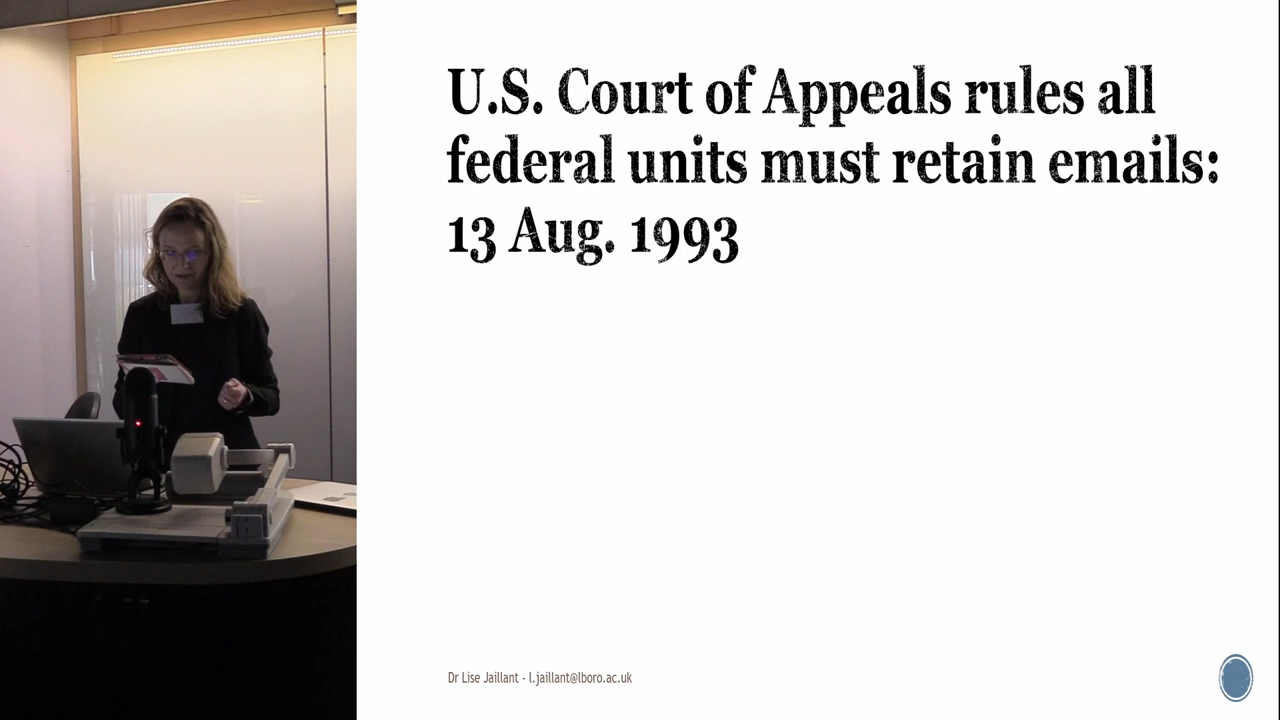 U.S. Court of Appeals rules all
federal units must retain emails:
13 Aug. 1993
Dr Lise Jaillant - l.jaillant@lboro.ac.uk